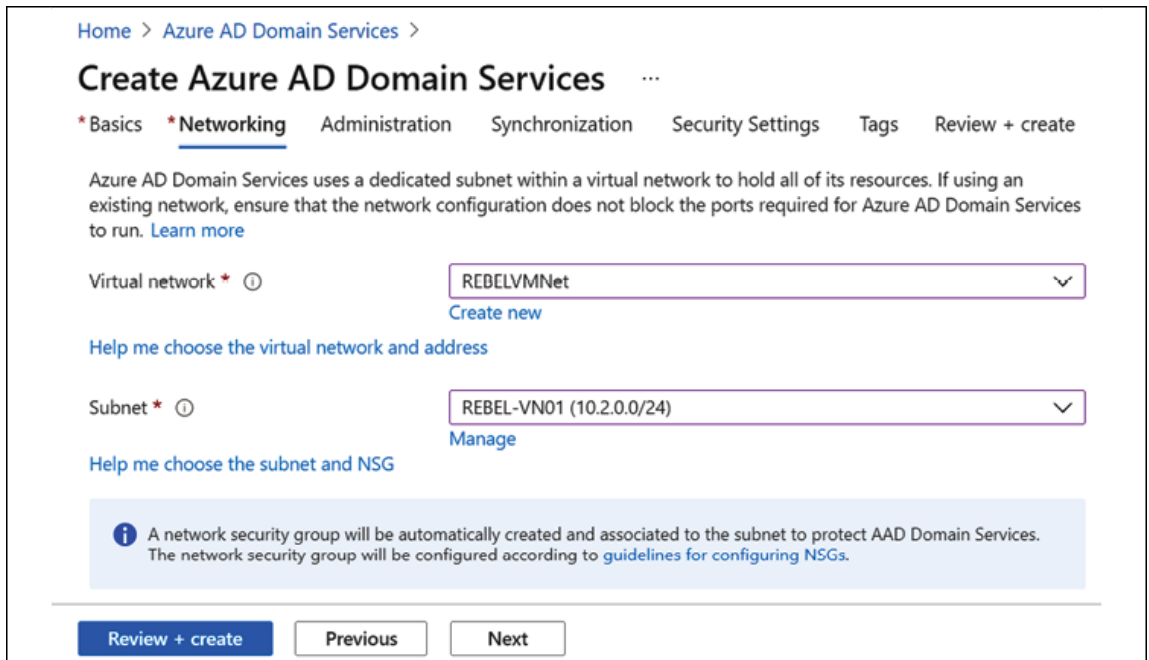 Home > Azure AD Domain Services >
Create Azure AD Domain Services ...
*Basics *Networking Administration Synchronization Security Settings Tags Review + create
Azure AD Domain Services uses a dedicated subnet within a virtual network to hold all of its resources. If using an
existing network, ensure that the network configuration does not block the ports required for Azure AD Domain Services
to run. Learn more
Virtual network * REBELVMNet
Create new
Help me choose the virtual network and address
Subnet * REBEL-VN01 (10.2.0.0/24)
Manage
Help me choose the subnet and NSG
A network security group will be automatically created and associated to the subnet to protect AAD Domain Services.
The network security group will be configured according to guidelines for configuring NSGs.
Review + create Previous Next